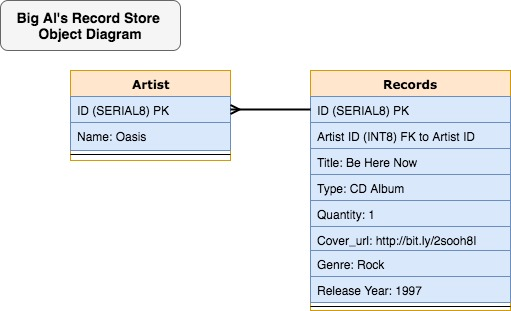 Big Al's Record Store
Object Diagram
Artist
ID (SERIAL8) PK
Name: Oasis
Records
ID (SERIAL8) PK
Artist ID (INT8) FK to Artist ID
Title: Be Here Now
Type: CD Album
Quantity: 1
Cover_url: http://bit.ly/2sooh8l
Genre: Rock
Release Year: 1997